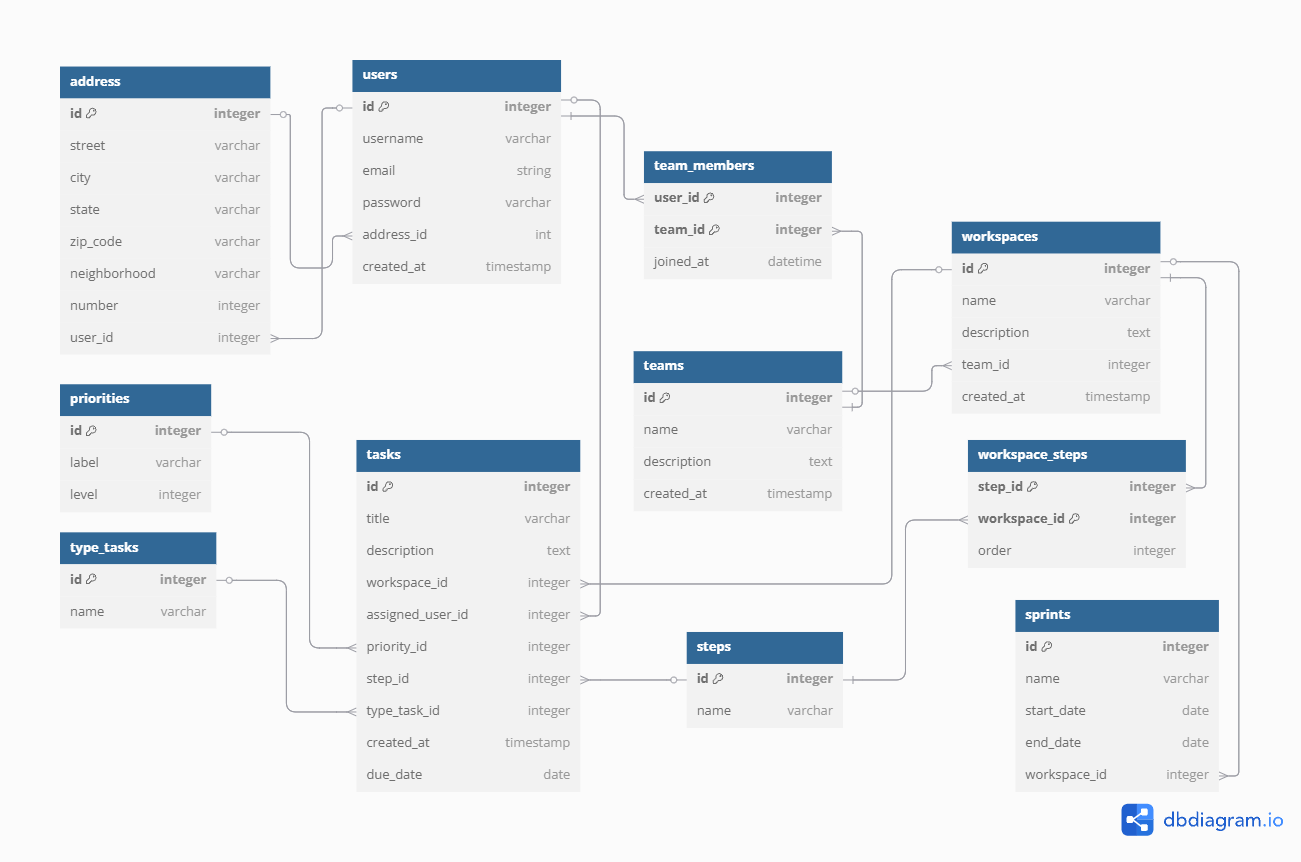 address
id integer
street varchar
city varchar
state varchar
zip_code varchar
neighborhood varchar
number integer
user_id integer
users
id integer
username varchar
email string
password varchar
address_id int
created_at timestamp
team_members
user_id integer
team_id integer
joined_at datetime
workspaces
id integer
name varchar
description text
team_id integer
created_at timestamp
teams
id integer
name varchar
description text
created_at timestamp
priorities
id integer
label varchar
level integer
type_tasks
id integer
name varchar
tasks
id integer
title varchar
description text
workspace_id integer
assigned_user_id integer
priority_id integer
step_id integer
type_task_id integer
created_at timestamp
due_date date
workspace_steps
step_id integer
workspace_id integer
order integer
steps
id integer
name varchar
sprints
id integer
name varchar
start_date date
end_date date
workspace_id integer
dbdiagram.io